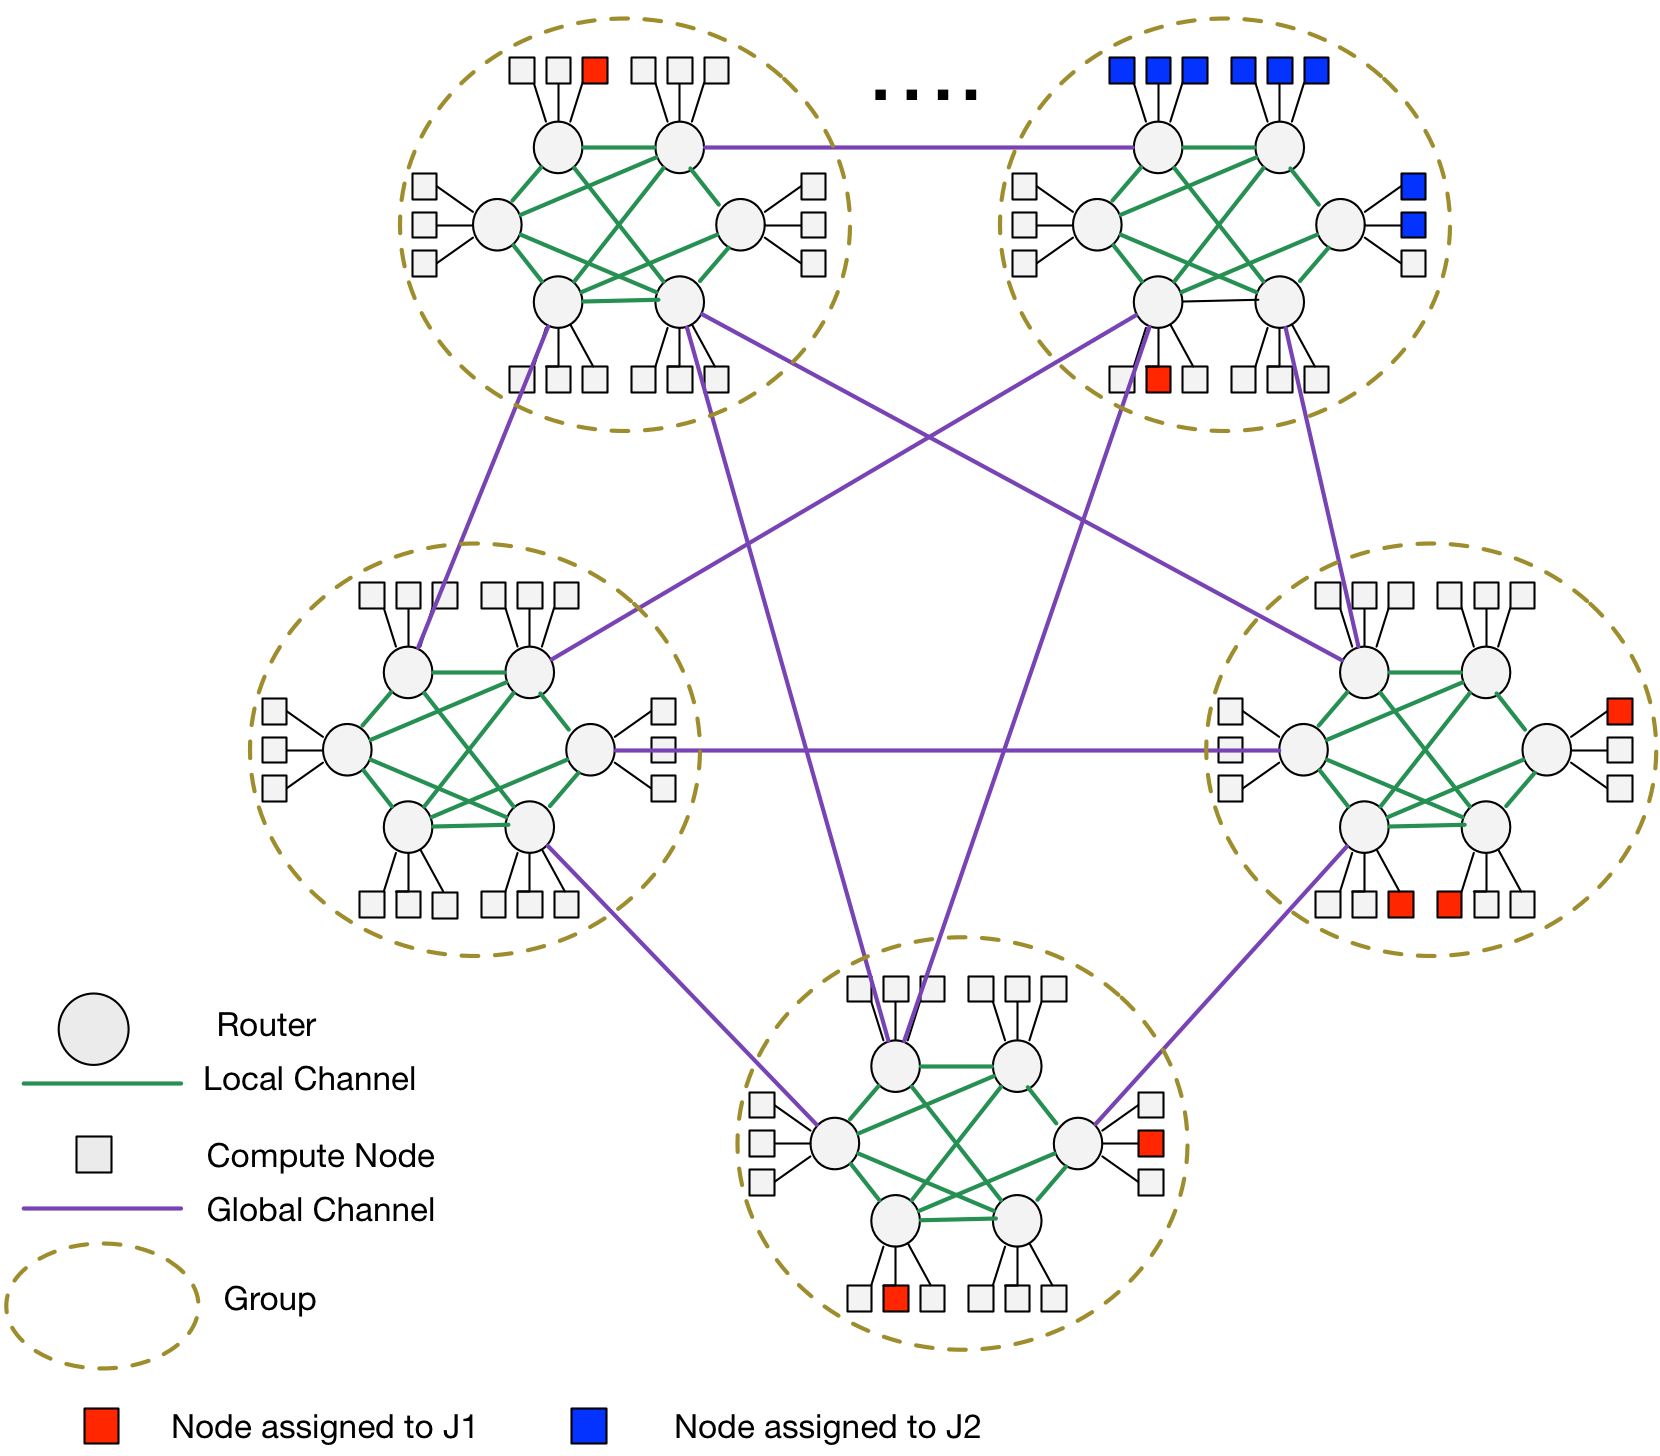 Router
Local Channel
Compute Node
Global Channel
Group
Node assigned to J1
Node assigned to J2